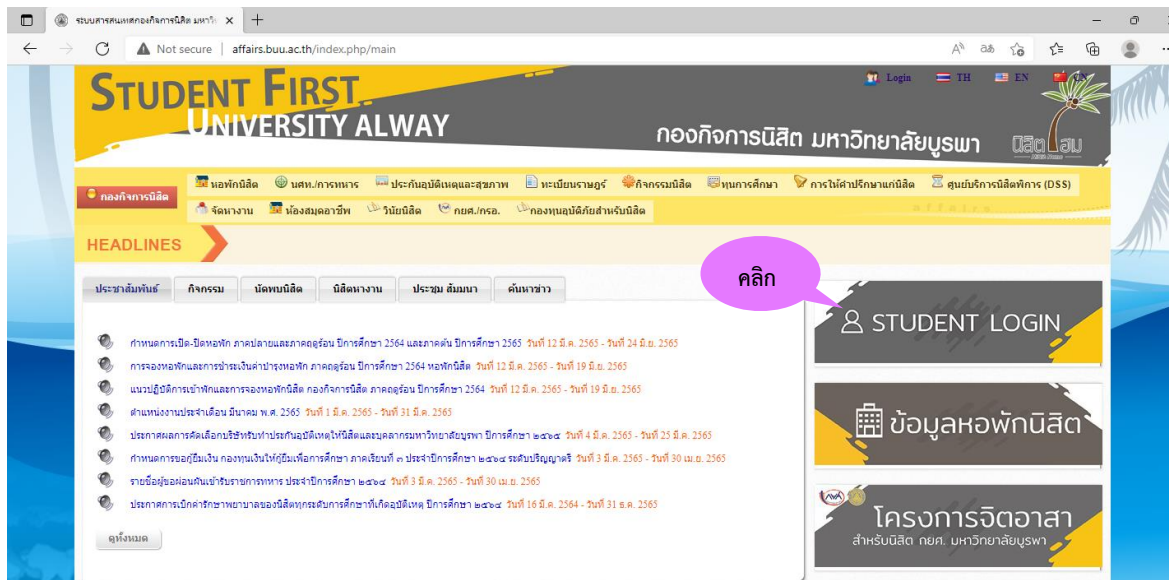 ระบบสารสนเทศกองกิจการนิสิต มหาวิ
Not secure | affairs.buu.ac.th/index.php/main
STUDENT FIRST
UNIVERSITY ALWAY
Login TH EN CN
กองกิจการนิสิต มหาวิทยาลัยบูรพา
นิสิต โฮม
กองกิจการนิสิต
หอพักนิสิต นศท./การทหาร ประกันอุบัติเหตุและสุขภาพ ทะเบียนราษฎร์ กิจกรรมนิสิต ทุนการศึกษา การให้คำปรึกษาแก่นิสิต ศูนย์บริการนิสิตพิการ (DSS)
จัดหางาน ห้องสมุดอาชีพ วินัยนิสิต กยศ./กรอ. กองทุนอุบัติภัยสำหรับนิสิต
affairs
HEADLINES
คลิก
ประชาสัมพันธ์ กิจกรรม นัดพบนิสิต นิสิตหางาน ประชุม สัมมนา ค้นหาข่าว
กำหนดการเปิด-ปิดหอพัก ภาคปลายและภาคฤดูร้อน ปีการศึกษา 2564 และภาคต้น ปีการศึกษา 2565 วันที่ 12 มี.ค. 2565 - วันที่ 24 มิ.ย. 2565
การจองหอพักและการชำระเงินค่าบำรุงหอพัก ภาคฤดูร้อน ปีการศึกษา 2564 หอพักนิสิต วันที่ 12 มี.ค. 2565 - วันที่ 19 มิ.ย. 2565
แนวปฏิบัติการเข้าพักและการจองหอพักนิสิต กองกิจการนิสิต ภาคฤดูร้อน ปีการศึกษา 2564 วันที่ 12 มี.ค. 2565 - วันที่ 19 มิ.ย. 2565
ตำแหน่งงานประจำเดือน มีนาคม พ.ศ. 2565 วันที่ 1 มี.ค. 2565 - วันที่ 31 มี.ค. 2565
ประกาศผลการคัดเลือกบริษัทรับทำประกันอุบัติเหตุให้นิสิตและบุคลากรมหาวิทยาลัยบูรพา ปีการศึกษา ๒๕๖๕ วันที่ 4 มี.ค. 2565 - วันที่ 25 มี.ค. 2565
กำหนดการขอกู้ยืมเงิน กองทุนเงินให้กู้ยืมเพื่อการศึกษา ภาคเรียนที่ ๓ ประจำปีการศึกษา ๒๕๖๔ ระดับปริญญาตรี วันที่ 3 มี.ค. 2565 - วันที่ 30 เม.ย. 2565
รายชื่อผู้ขอผ่อนผันเข้ารับราชการทหาร ประจำปีการศึกษา ๒๕๖๔ วันที่ 3 มี.ค. 2565 - วันที่ 30 เม.ย. 2565
ประกาศการเบิกค่ารักษาพยาบาลของนิสิตทุกระดับการศึกษาที่เกิดอุบัติเหตุ ปีการศึกษา ๒๕๖๔ วันที่ 16 มี.ค. 2564 - วันที่ 31 ธ.ค. 2565
ดูทั้งหมด
STUDENT LOGIN
ข้อมูลหอพักนิสิต
โครงการจิตอาสา
สำหรับนิสิต กยศ. มหาวิทยาลัยบูรพา